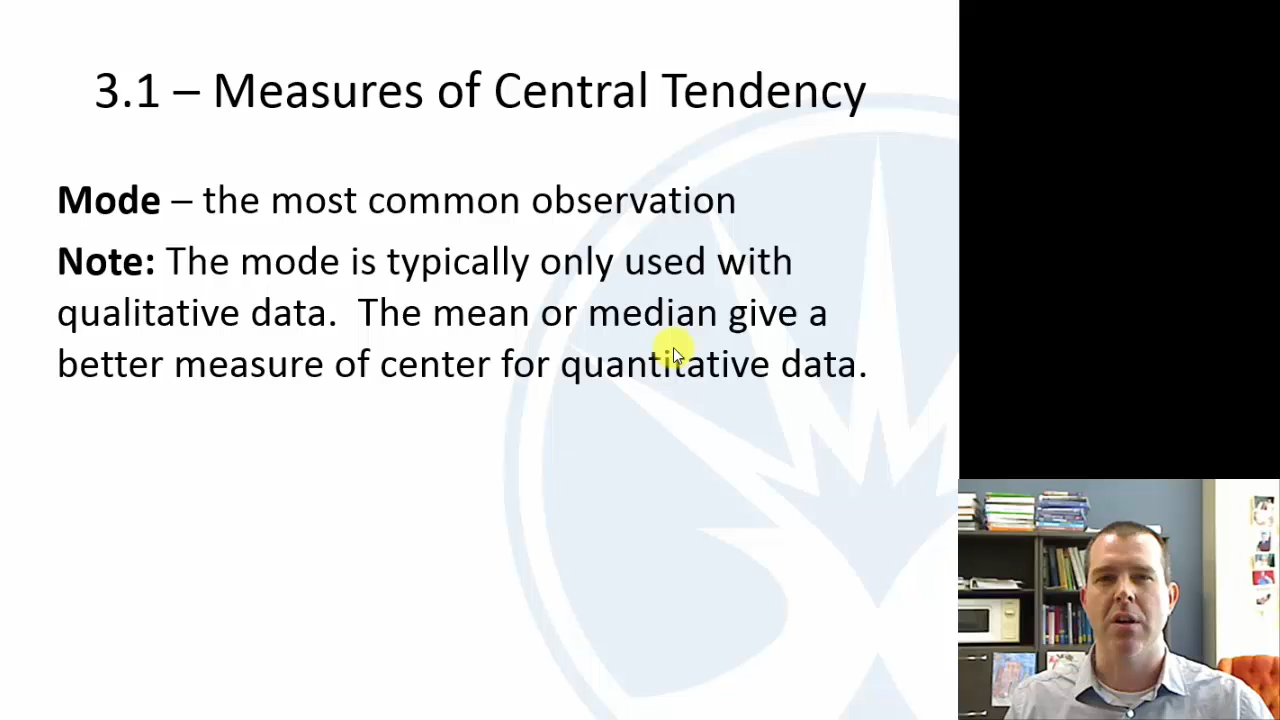 3.1 – Measures of Central Tendency
Mode – the most common observation
Note: The mode is typically only used with
qualitative data.  The mean or median give a
better measure of center for quantitative data.